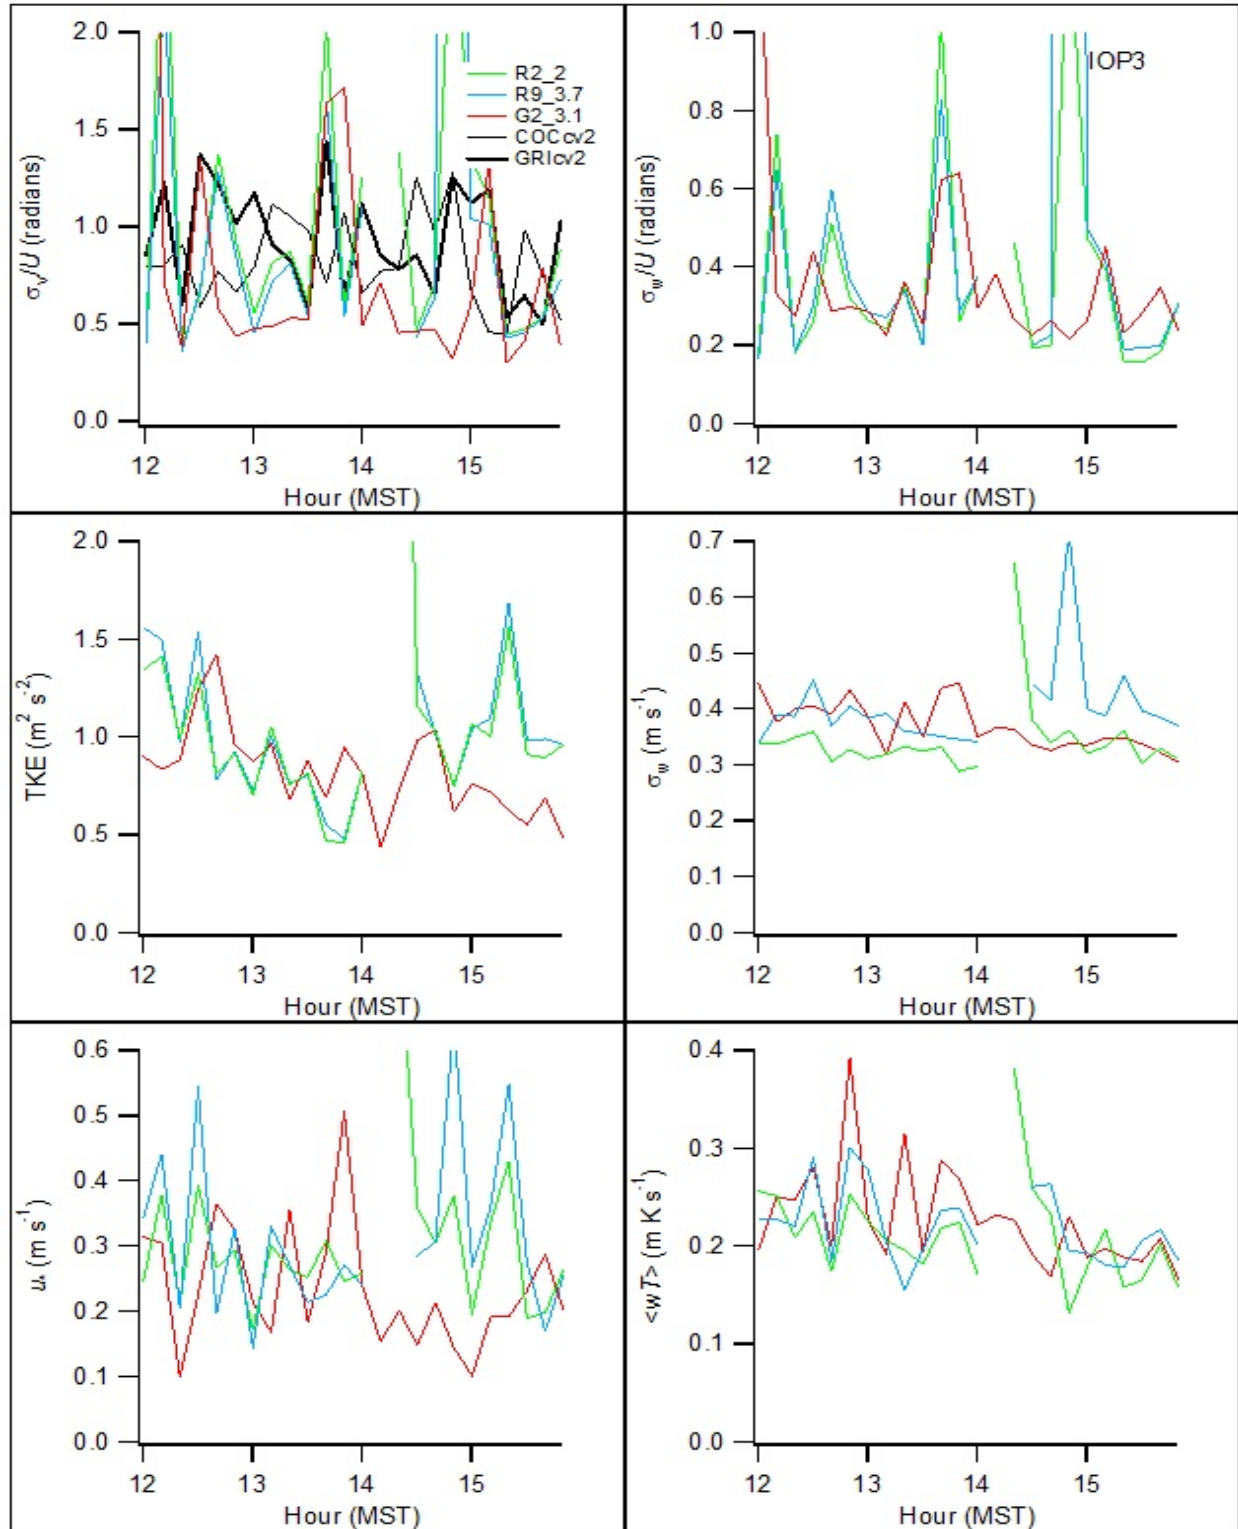 2.0
1.5
1.0
0.5
0.0
σv/U (radians)
12 13 14 15
Hour (MST)
R2_2
R9_3.7
G2_3.1
COCcv2
GRIcv2
1.0
0.8
0.6
0.4
0.2
0.0
σw/U (radians)
IOP3
12 13 14 15
Hour (MST)
2.0
1.5
1.0
0.5
0.0
TKE (m² s⁻²)
12 13 14 15
Hour (MST)
0.7
0.6
0.5
0.4
0.3
0.2
0.1
0.0
σw (m s⁻¹)
12 13 14 15
Hour (MST)
0.6
0.5
0.4
0.3
0.2
0.1
0.0
u* (m s⁻¹)
12 13 14 15
Hour (MST)
0.4
0.3
0.2
0.1
0.0
<wT> (m K s⁻¹)
12 13 14 15
Hour (MST)